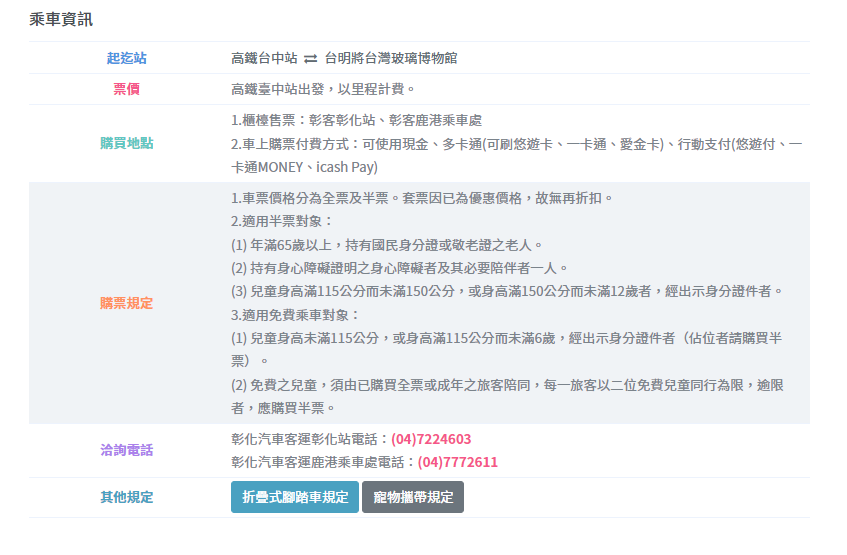 乘車資訊
起迄站
高鐵台中站 ⇄ 台明將台灣玻璃博物館
票價
高鐵臺中站出發，以里程計費。
購買地點
1.櫃檯售票：彰客彰化站、彰客鹿港乘車處
2.車上購票付費方式：可使用現金、多卡通(可刷悠遊卡、一卡通、愛金卡)、行動支付(悠遊付、一
卡通MONEY、icash Pay)
購票規定
1.車票價格分為全票及半票。套票因已為優惠價格，故無再折扣。
2.適用半票對象：
(1) 年滿65歲以上，持有國民身分證或敬老證之老人。
(2) 持有身心障礙證明之身心障礙者及其必要陪伴者一人。
(3) 兒童身高滿115公分而未滿150公分，或身高滿150公分而未滿12歲者，經出示身分證件者。
3.適用免費乘車對象：
(1) 兒童身高未滿115公分，或身高滿115公分而未滿6歲，經出示身分證件者（佔位者請購買半
票）。
(2) 免費之兒童，須由已購買全票或成年之旅客陪同，每一旅客以二位免費兒童同行為限，逾限
者，應購買半票。
洽詢電話
彰化汽車客運彰化站電話：(04)7224603
彰化汽車客運鹿港乘車處電話：(04)7772611
其他規定
折疊式腳踏車規定 寵物攜帶規定